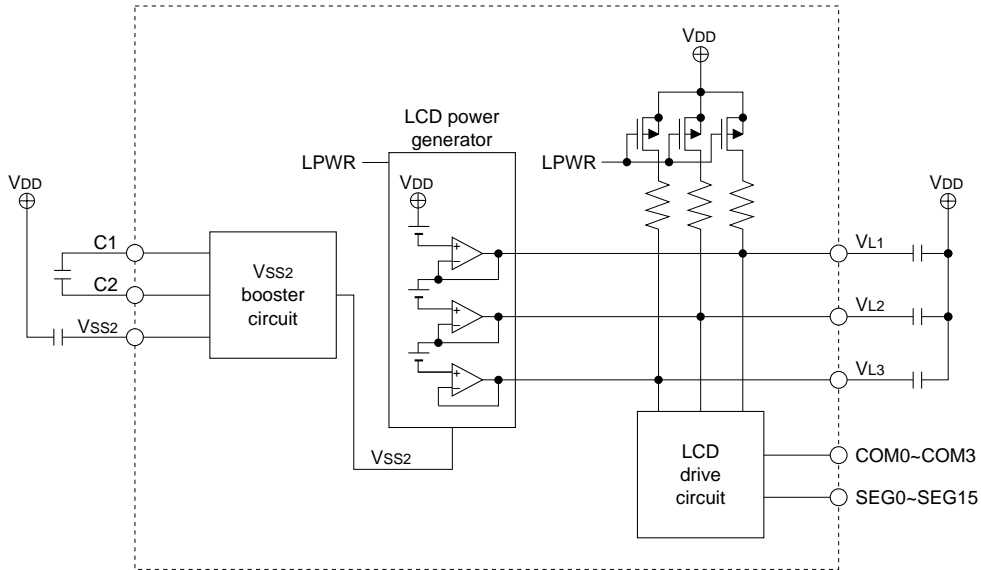 VDD
LCD power
generator
LPWR
LPWR
VDD
VDD
VDD
C1
C2
VSS2
VSS2
booster
circuit
+
−
+
−
+
−
VL1
VL2
VL3
VSS2
LCD
drive
circuit
COM0~COM3
SEG0~SEG15